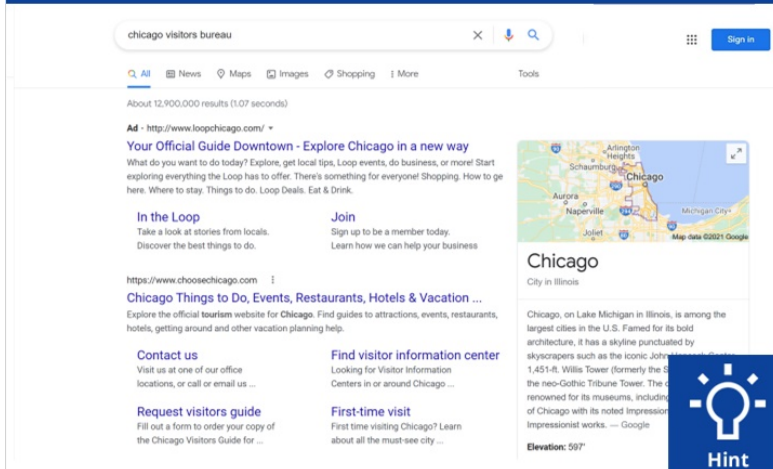 chicago visitors bureau
Sign in
All News Maps Images Shopping More Tools
About 12,900,000 results (1.07 seconds)
Ad - http://www.loopchicago.com/
Your Official Guide Downtown - Explore Chicago in a new way
What do you want to do today? Explore, get local tips, Loop events, do business, or more! Start
exploring everything the Loop has to offer. There's something for everyone! Shopping. How to ge
here. Where to stay. Things to do. Loop Deals. Eat & Drink.
In the Loop
Take a look at stories from locals.
Discover the best things to do.
Join
Sign up to be a member today.
Learn how we can help your business
https://www.choosechicago.com
Chicago Things to Do, Events, Restaurants, Hotels & Vacation ...
Explore the official tourism website for Chicago. Find guides to attractions, events, restaurants,
hotels, getting around and other vacation planning help.
Contact us
Visit us at one of our office
locations, or call or email us ...
Find visitor information center
Looking for Visitor Information
Centers in or around Chicago ...
Request visitors guide
Fill out a form to order your copy of
the Chicago Visitors Guide for ...
First-time visit
First time visiting Chicago? Learn
about all the must-see city ...
Arlington
Heights
Schaumburg
Chicago
Aurora
Naperville
Joliet
Michigan City
Map data ©2021 Google
Chicago
City in Illinois
Chicago, on Lake Michigan in Illinois, is among the
largest cities in the U.S. Famed for its bold
architecture, it has a skyline punctuated by
skyscrapers such as the iconic John
1,451-ft. Willis Tower (formerly the S
the neo-Gothic Tribune Tower. The
renowned for its museums, including
of Chicago with its noted Impression
Impressionist works. — Google
Elevation: 597'
Hint